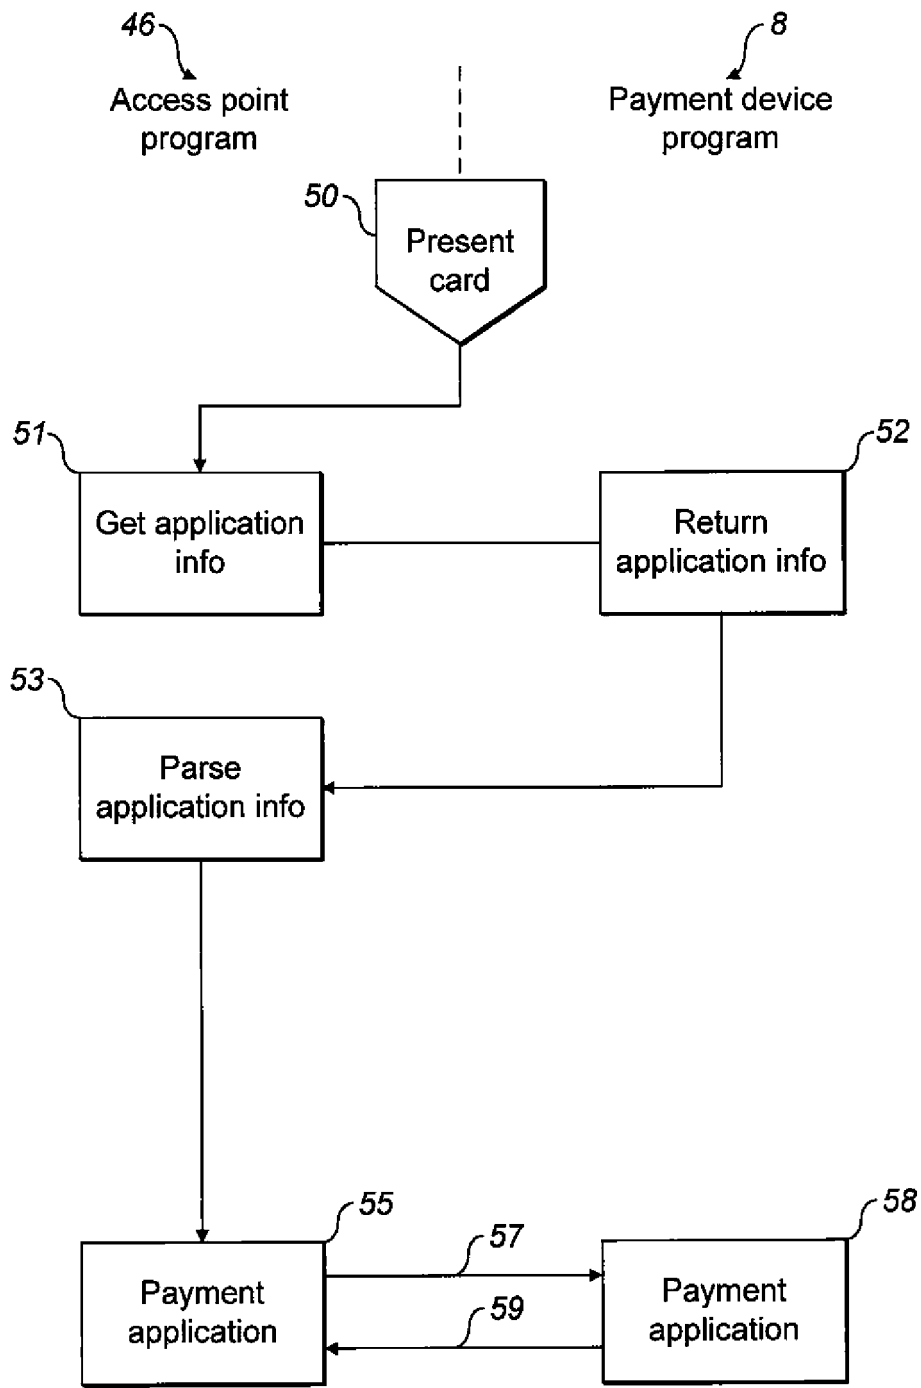 46
8
Access point
program
Payment device
program
50
Present
card
51
52
Get application
info
Return
application info
53
Parse
application info
55
58
57
Payment
application
59
Payment
application